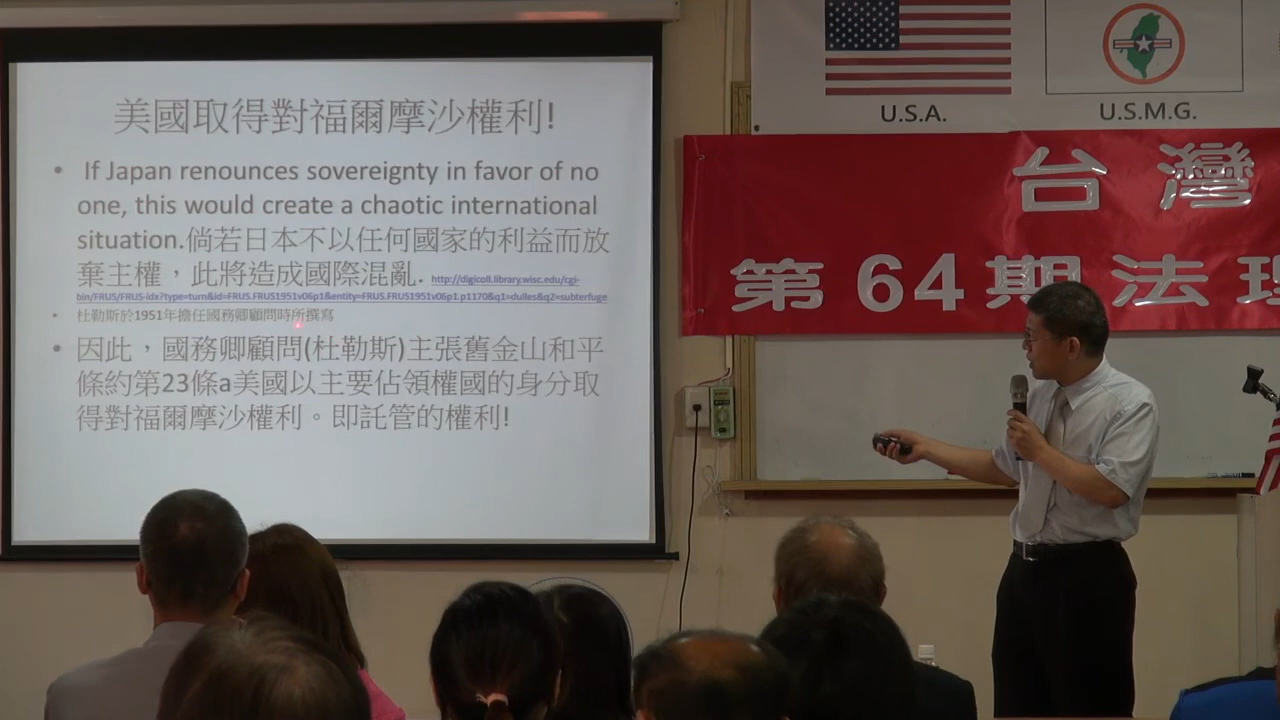 美國取得對福爾摩沙權利!
• If Japan renounces sovereignty in favor of no
one, this would create a chaotic international
situation.倘若日本不以任何國家的利益而放
棄主權，此將造成國際混亂. http://digicoll.library.wisc.edu/cgi-
bin/FRUS/FRUS-idx?type=turn&id=FRUS.FRUS1951v06p1&entity=FRUS.FRUS1951v06p1.p1170&q1=dulles&q2=subterfuge
• 杜勒斯於1951年擔任國務卿顧問時所撰寫
• 因此，國務卿顧問(杜勒斯)主張舊金山和平
條約第23條a美國以主要佔領權國的身分取
得對福爾摩沙權利。即託管的權利!
U.S.A.
U.S.M.G.
台灣
第64期法理